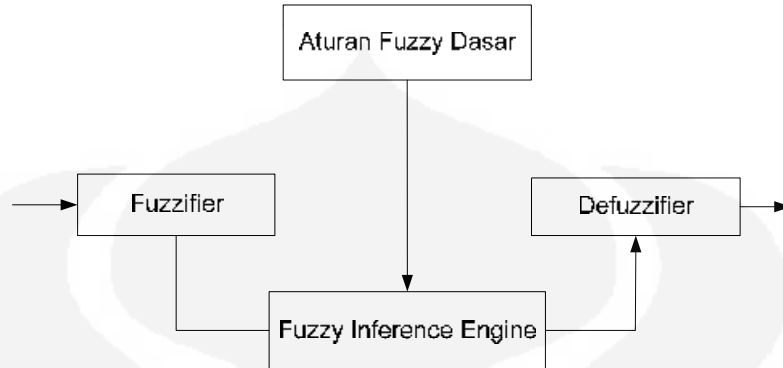 Aturan Fuzzy Dasar
Fuzzifier
Defuzzifier
Fuzzy Inference Engine